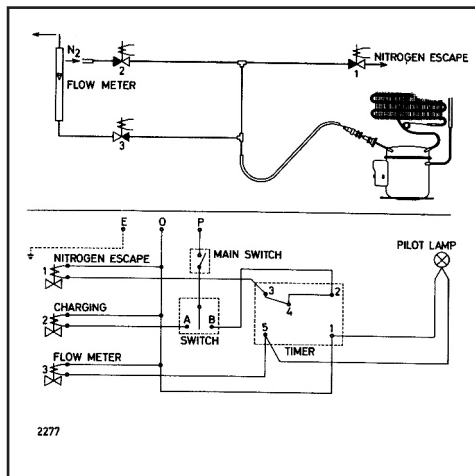 N2
2
1
NITROGEN ESCAPE
FLOW METER
3
E O P
NITROGEN ESCAPE
MAIN SWITCH
PILOT LAMP
1
3
2
4
CHARGING
2
A B
SWITCH
5
1
TIMER
FLOW METER
3
2277